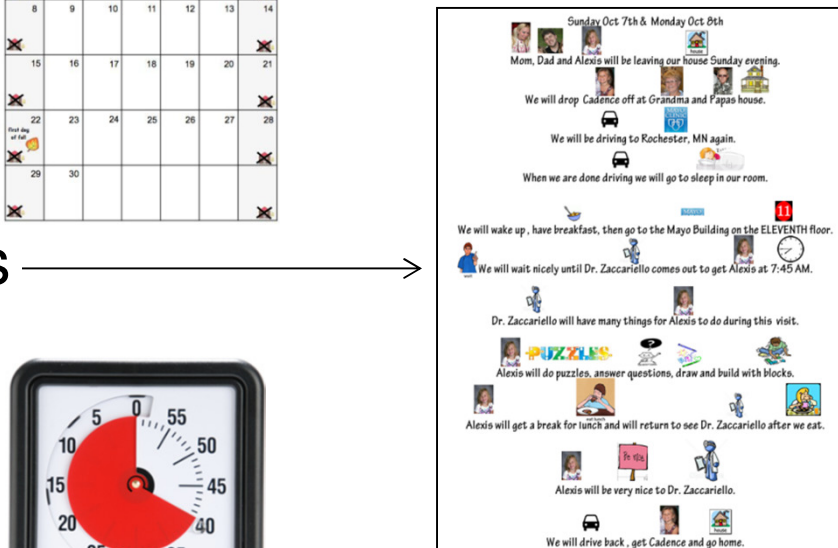 8 9 10 11 12 13 14
15 16 17 18 19 20 21
22 23 24 25 26 27 28
first day
of fall
29 30
S
0 55
5 50
10 45
15 40
20
Sunday Oct 7th & Monday Oct 8th
house
Mom, Dad and Alexis will be leaving our house Sunday evening.
We will drop Cadence off at Grandma and Papas house.
MAYO
CLINIC
We will be driving to Rochester, MN again.
When we are done driving we will go to sleep in our room.
11
We will wake up , have breakfast, then go to the Mayo Building on the ELEVENTH floor.
wait
We will wait nicely until Dr. Zaccariello comes out to get Alexis at 7:45 AM.
Dr. Zaccariello will have many things for Alexis to do during this visit.
PUZZLES ?
Alexis will do puzzles, answer questions, draw and build with blocks.
eat lunch
Alexis will get a break for lunch and will return to see Dr. Zaccariello after we eat.
Be nice
Alexis will be very nice to Dr. Zaccariello.
house
We will drive back , get Cadence and go home.